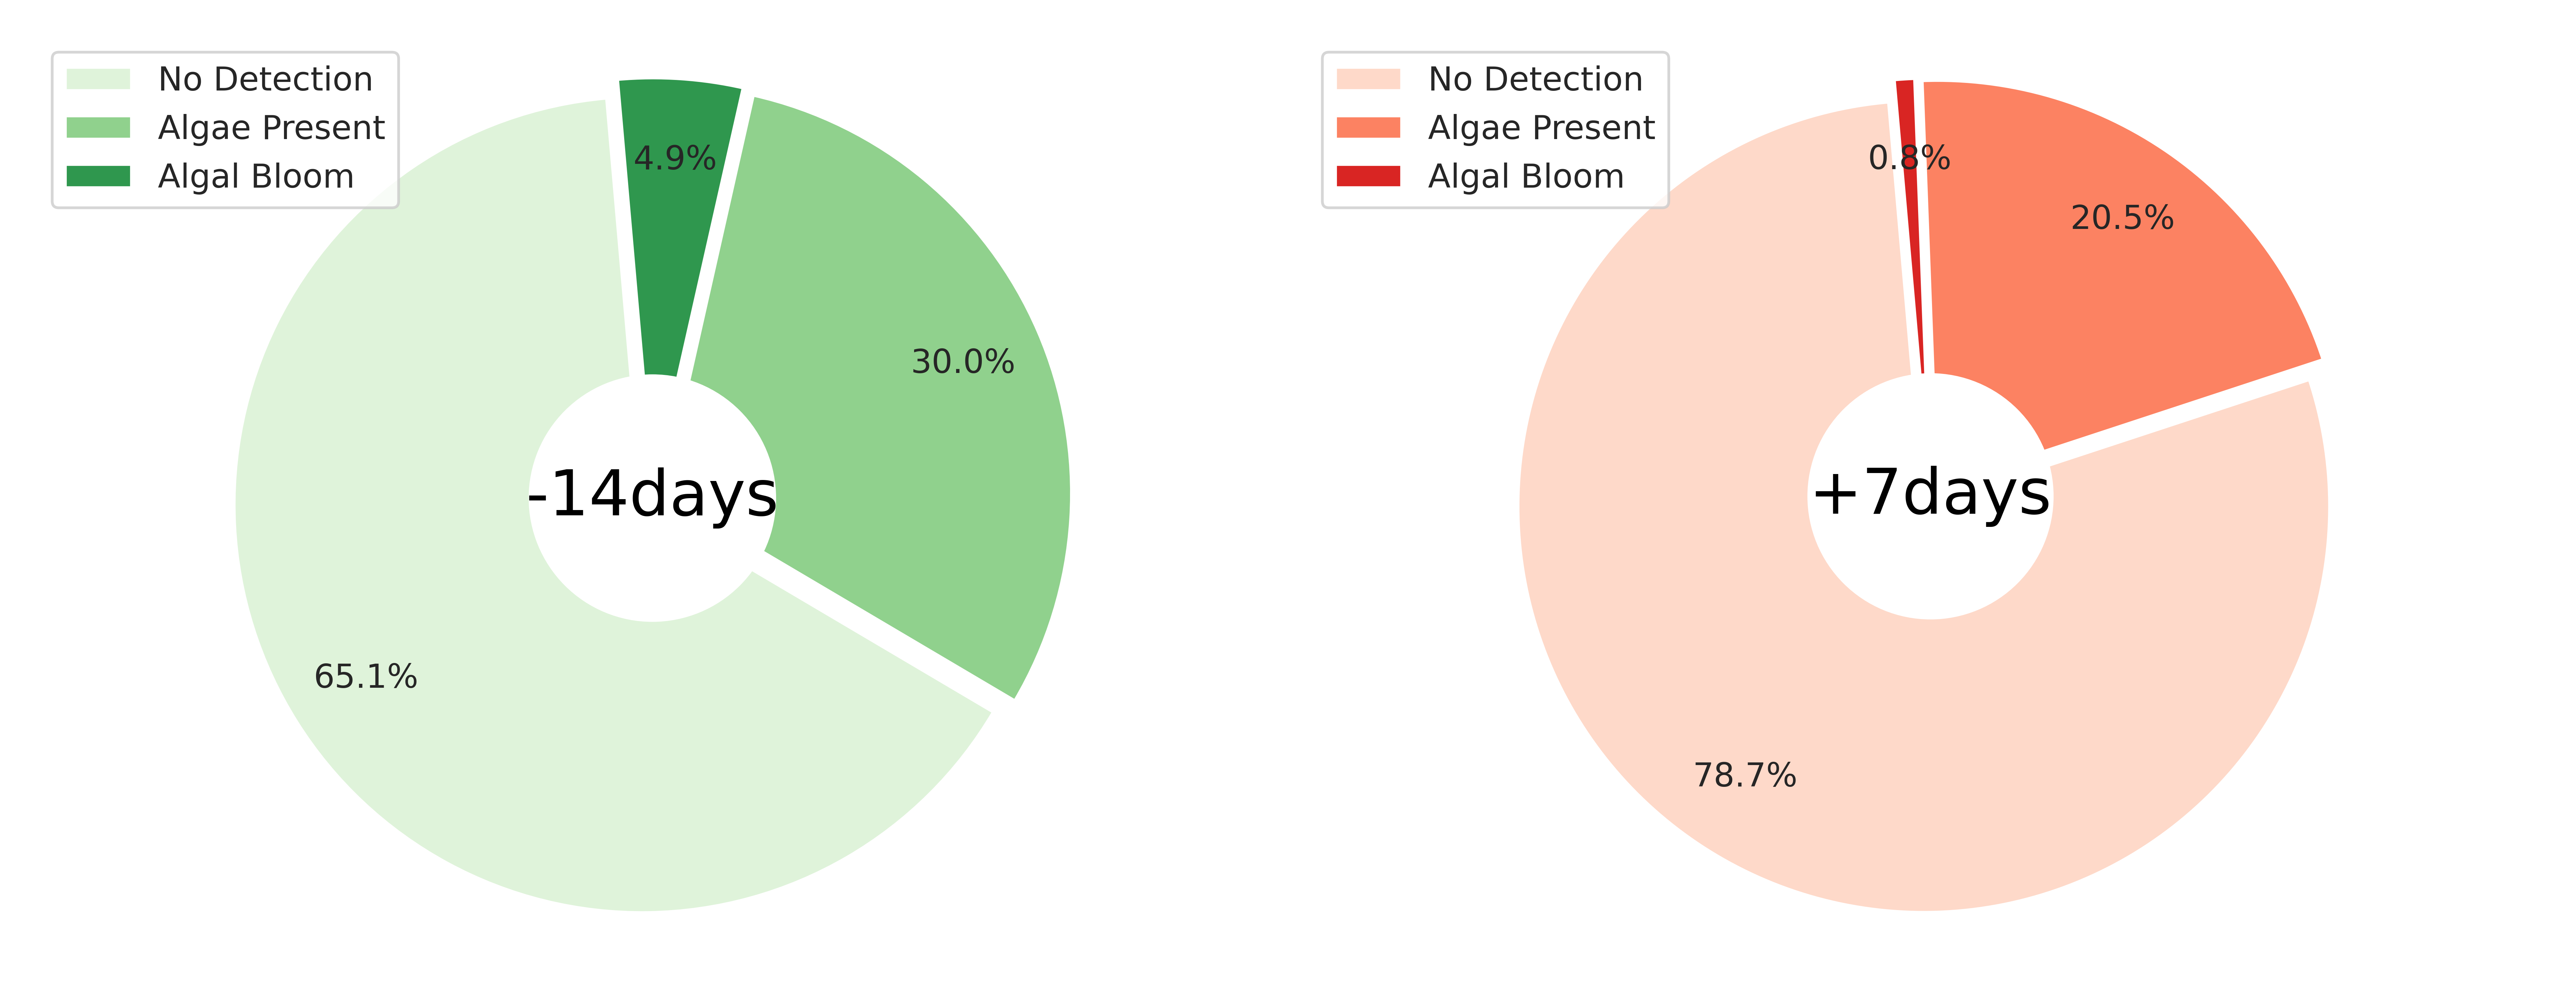 No Detection
Algae Present
Algal Bloom
4.9%
30.0%
-14days
65.1%
No Detection
Algae Present
Algal Bloom
0.8%
20.5%
+7days
78.7%